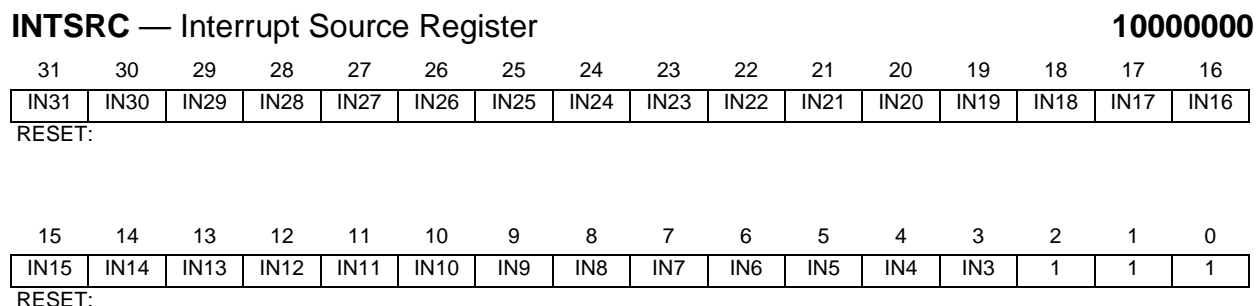 INTSRC — Interrupt Source Register 10000000
31 30 29 28 27 26 25 24 23 22 21 20 19 18 17 16
IN31 IN30 IN29 IN28 IN27 IN26 IN25 IN24 IN23 IN22 IN21 IN20 IN19 IN18 IN17 IN16
RESET:
15 14 13 12 11 10 9 8 7 6 5 4 3 2 1 0
IN15 IN14 IN13 IN12 IN11 IN10 IN9 IN8 IN7 IN6 IN5 IN4 IN3 1 1 1
RESET: